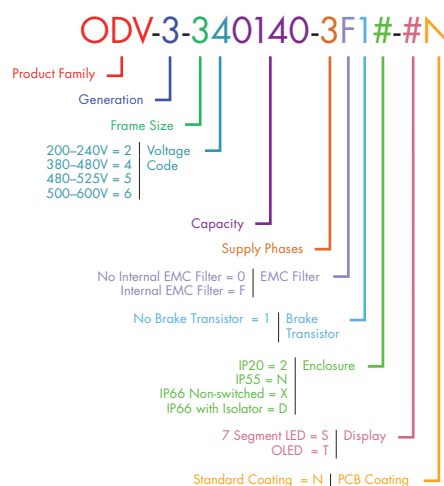 ODV-3-340140-3F1#-#N
Product Family
Generation
Frame Size
200–240V = 2 | Voltage
380–480V = 4 Code
480–525V = 5
500–600V = 6
Capacity
Supply Phases
No Internal EMC Filter = 0 | EMC Filter
Internal EMC Filter = F
No Brake Transistor = 1 | Brake
Transistor
IP20 = 2 | Enclosure
IP55 = N
IP66 Non-switched = X
IP66 with Isolator = D
7 Segment LED = S | Display
OLED = T
Standard Coating = N | PCB Coating